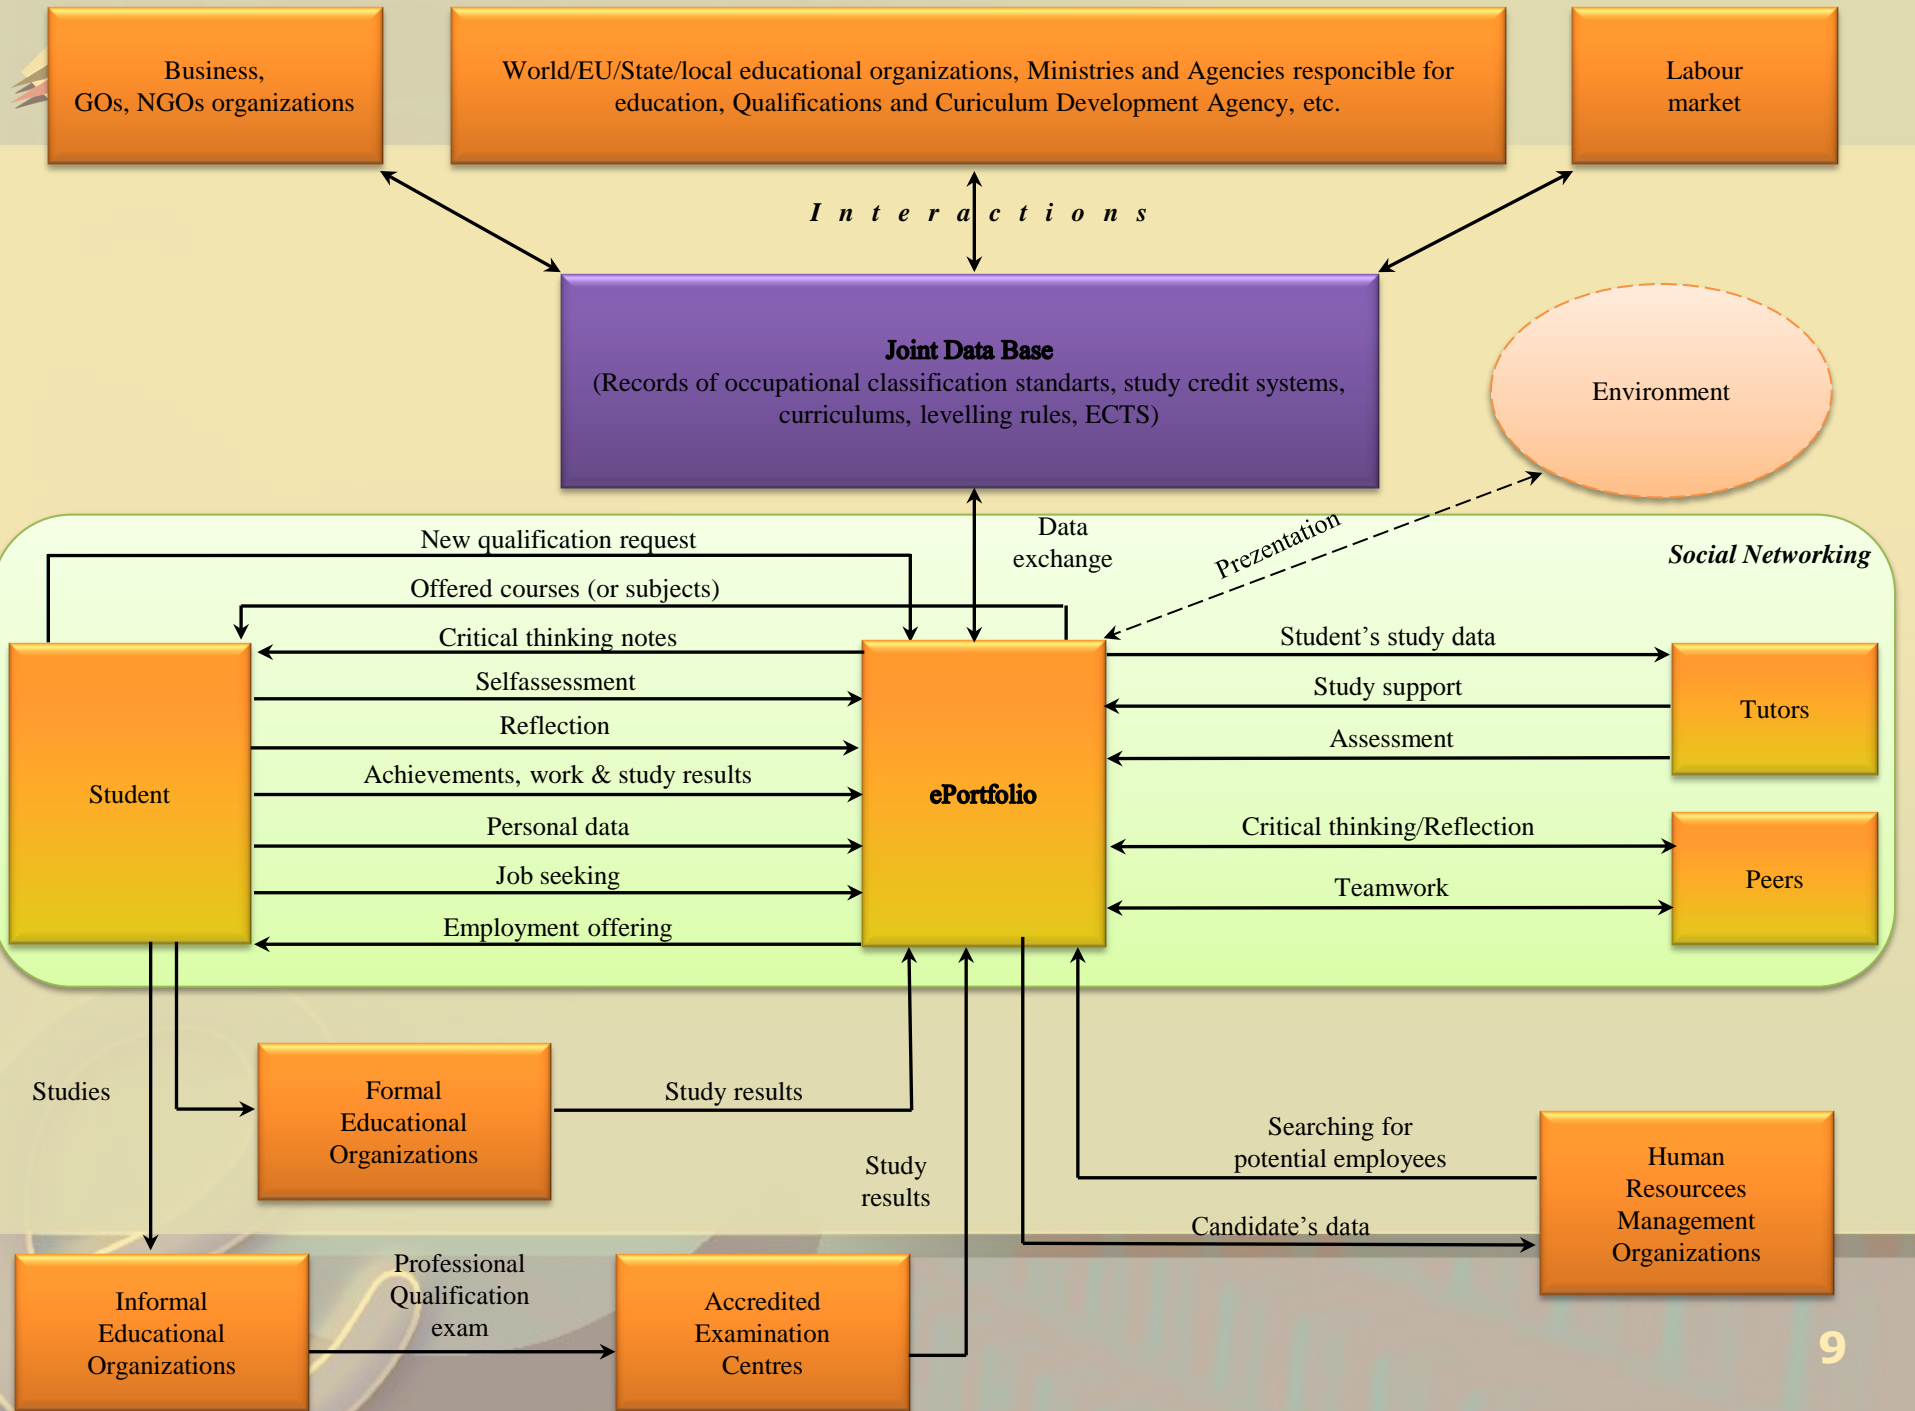 Business,
GOs, NGOs organizations
World/EU/State/local educational organizations, Ministries and Agencies responcible for
education, Qualifications and Curiculum Development Agency, etc.
Labour
market
I n t e r a c t i o n s
Joint Data Base
(Records of occupational classification standarts, study credit systems,
curriculums, levelling rules, ECTS)
Environment
Data
exchange
Prezentation
Social Networking
New qualification request
Offered courses (or subjects)
Critical thinking notes
Selfassessment
Reflection
Achievements, work & study results
Personal data
Job seeking
Employment offering
Student
ePortfolio
Student’s study data
Study support
Assessment
Critical thinking/Reflection
Teamwork
Tutors
Peers
Studies
Formal
Educational
Organizations
Study results
Study
results
Searching for
potential employees
Candidate’s data
Human
Resourcees
Management
Organizations
Informal
Educational
Organizations
Professional
Qualification
exam
Accredited
Examination
Centres
9